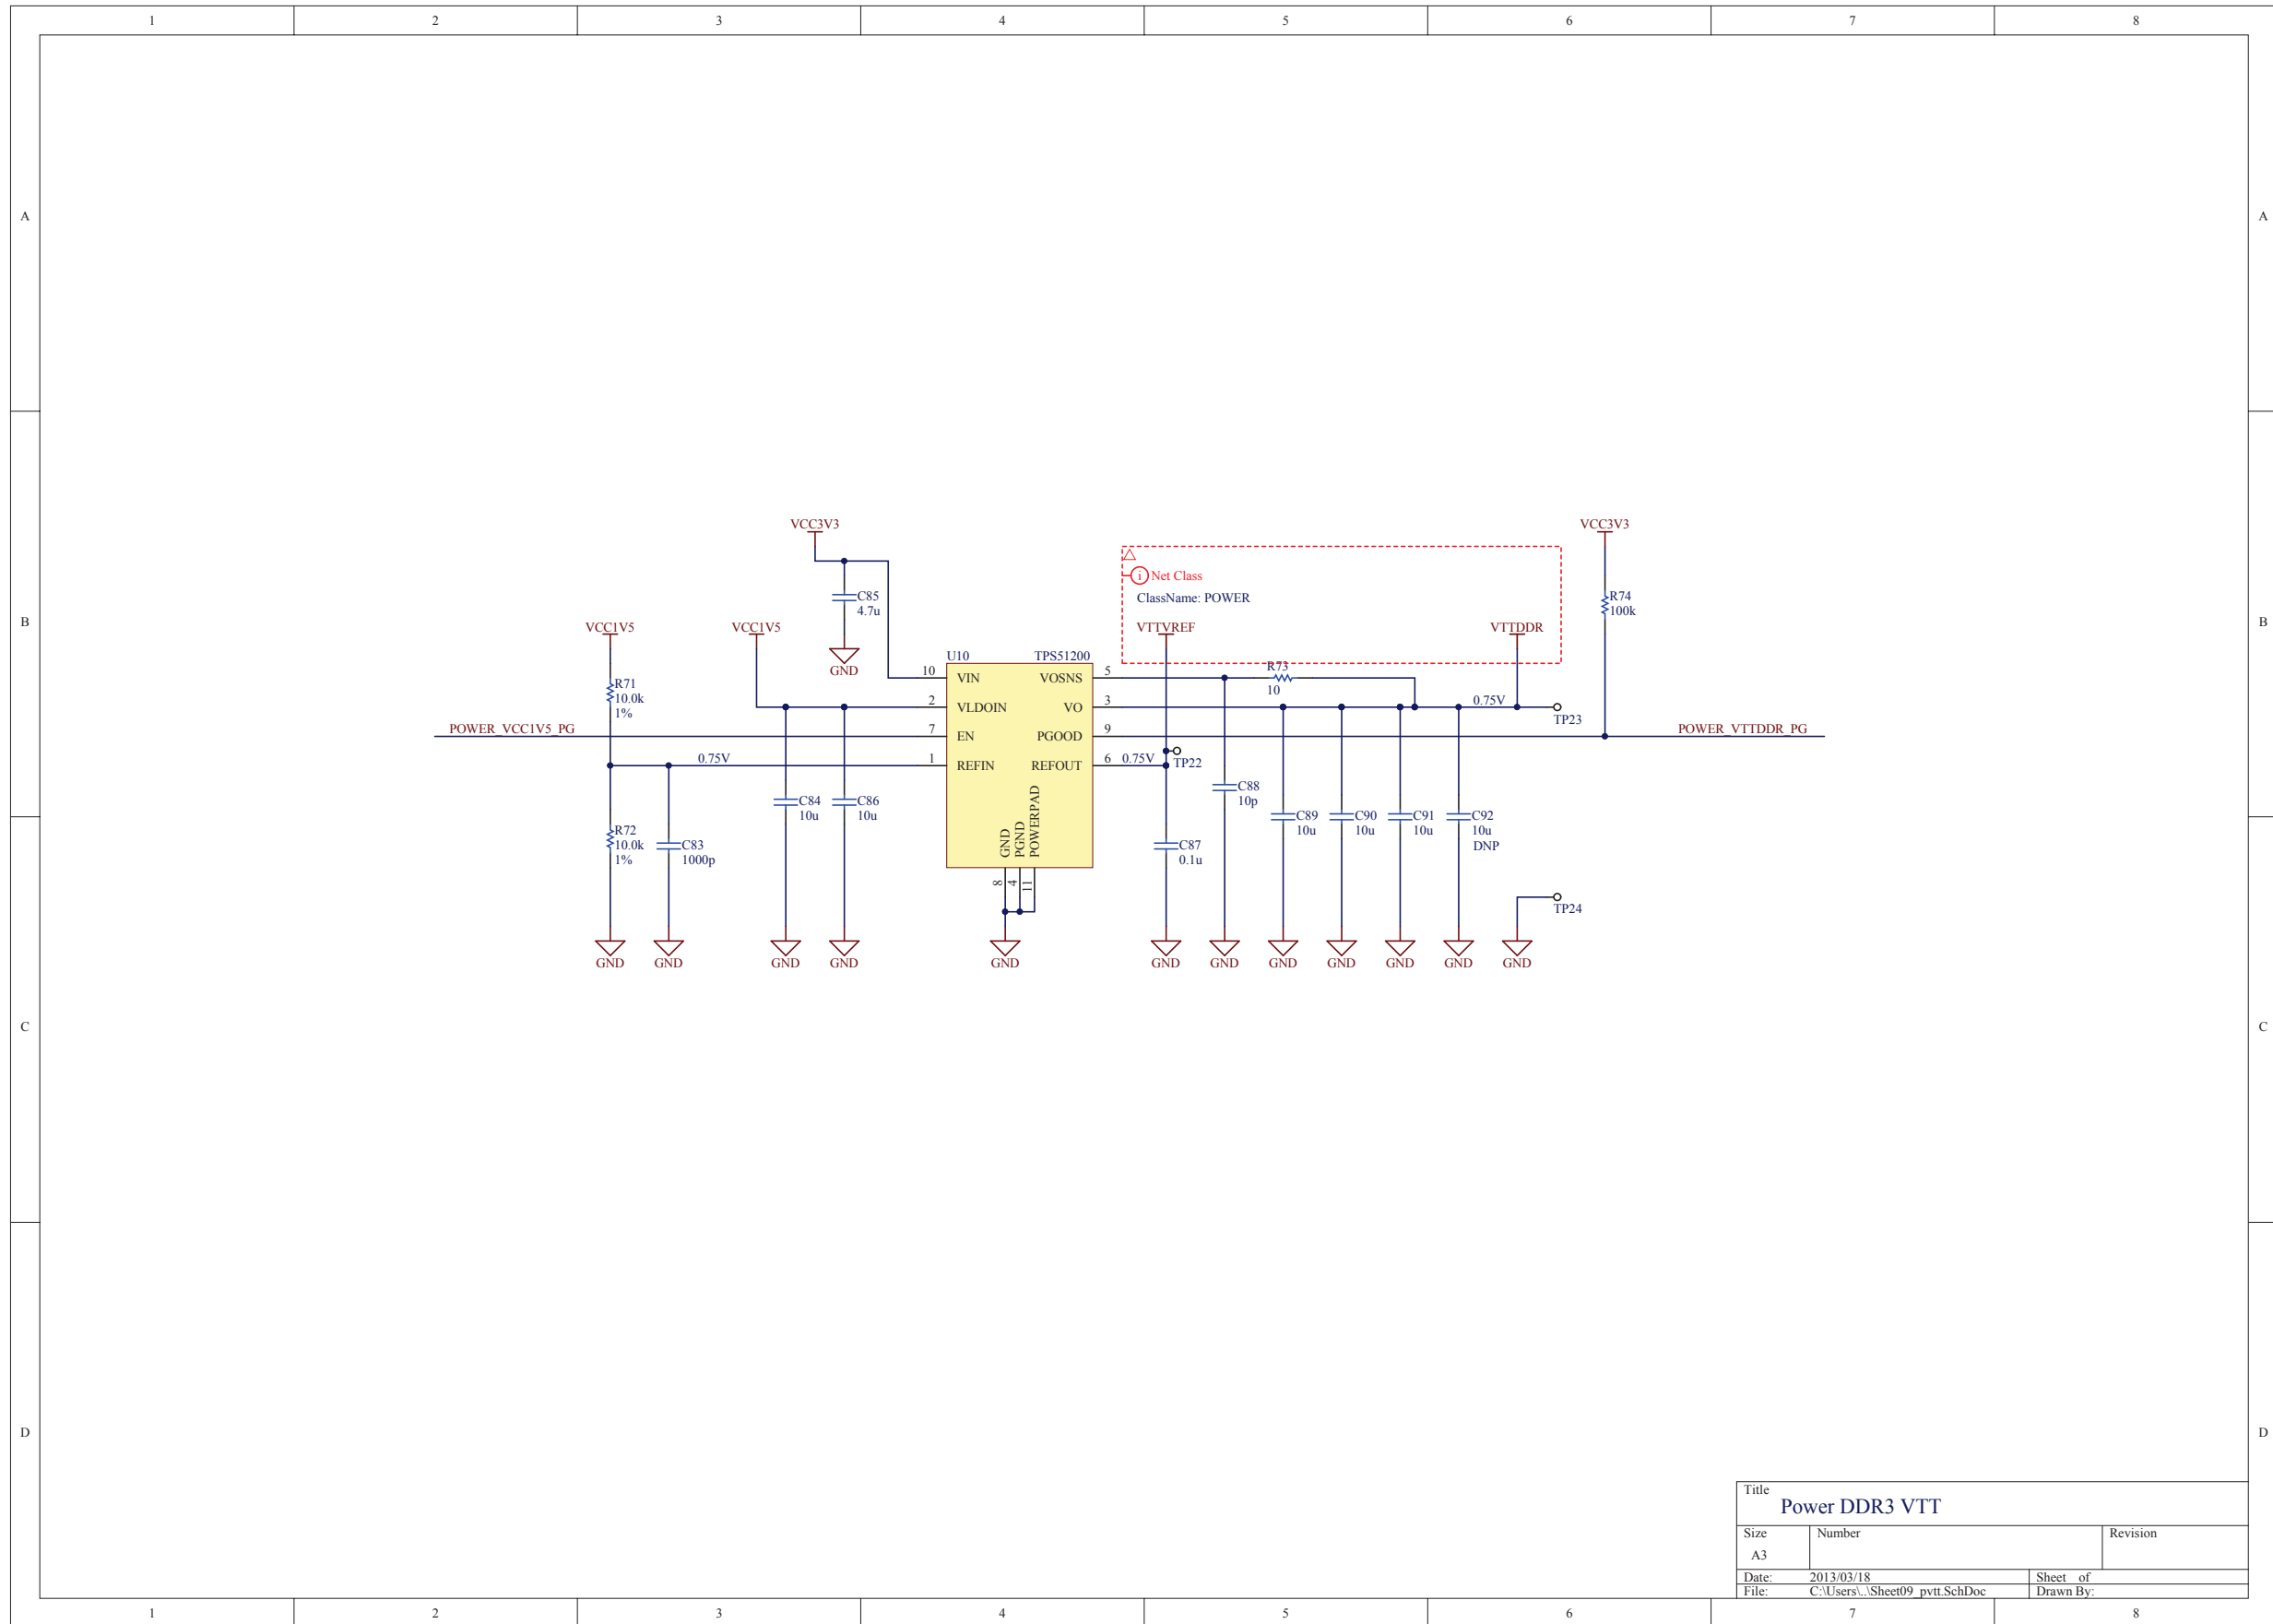 1 2 3 4 5 6 7 8
A A
VCC3V3 VCC3V3
Net Class
C85
4.7u
ClassName: POWER
R74
100k
B B
VCC1V5 VCC1V5 VTTVREF VTTDDR
GND
U10 TPS51200
R73
10
R71
10.0k
1%
10 VIN VOSNS 5
2 VLDOIN VO 3 0.75V
TP23
POWER_VCC1V5_PG 7 EN PGOOD 9 POWER_VTTDDR_PG
0.75V 1 REFIN REFOUT 6 0.75V TP22
C84
10u
C86
10u
C88
10p
C89
10u
C90
10u
C91
10u
C92
10u
DNP
R72
10.0k
1%
C83
1000p
GND
PGND
POWERPAD
C87
0.1u
8 4 11
TP24
GND GND GND GND GND GND GND GND GND GND GND GND
C C
D D
Title
Power DDR3 VTT
Size Number Revision
A3
Date: 2013/03/18 Sheet of
File: C:\Users\..\Sheet09_pvtt.SchDoc Drawn By:
1 2 3 4 5 6 7 8